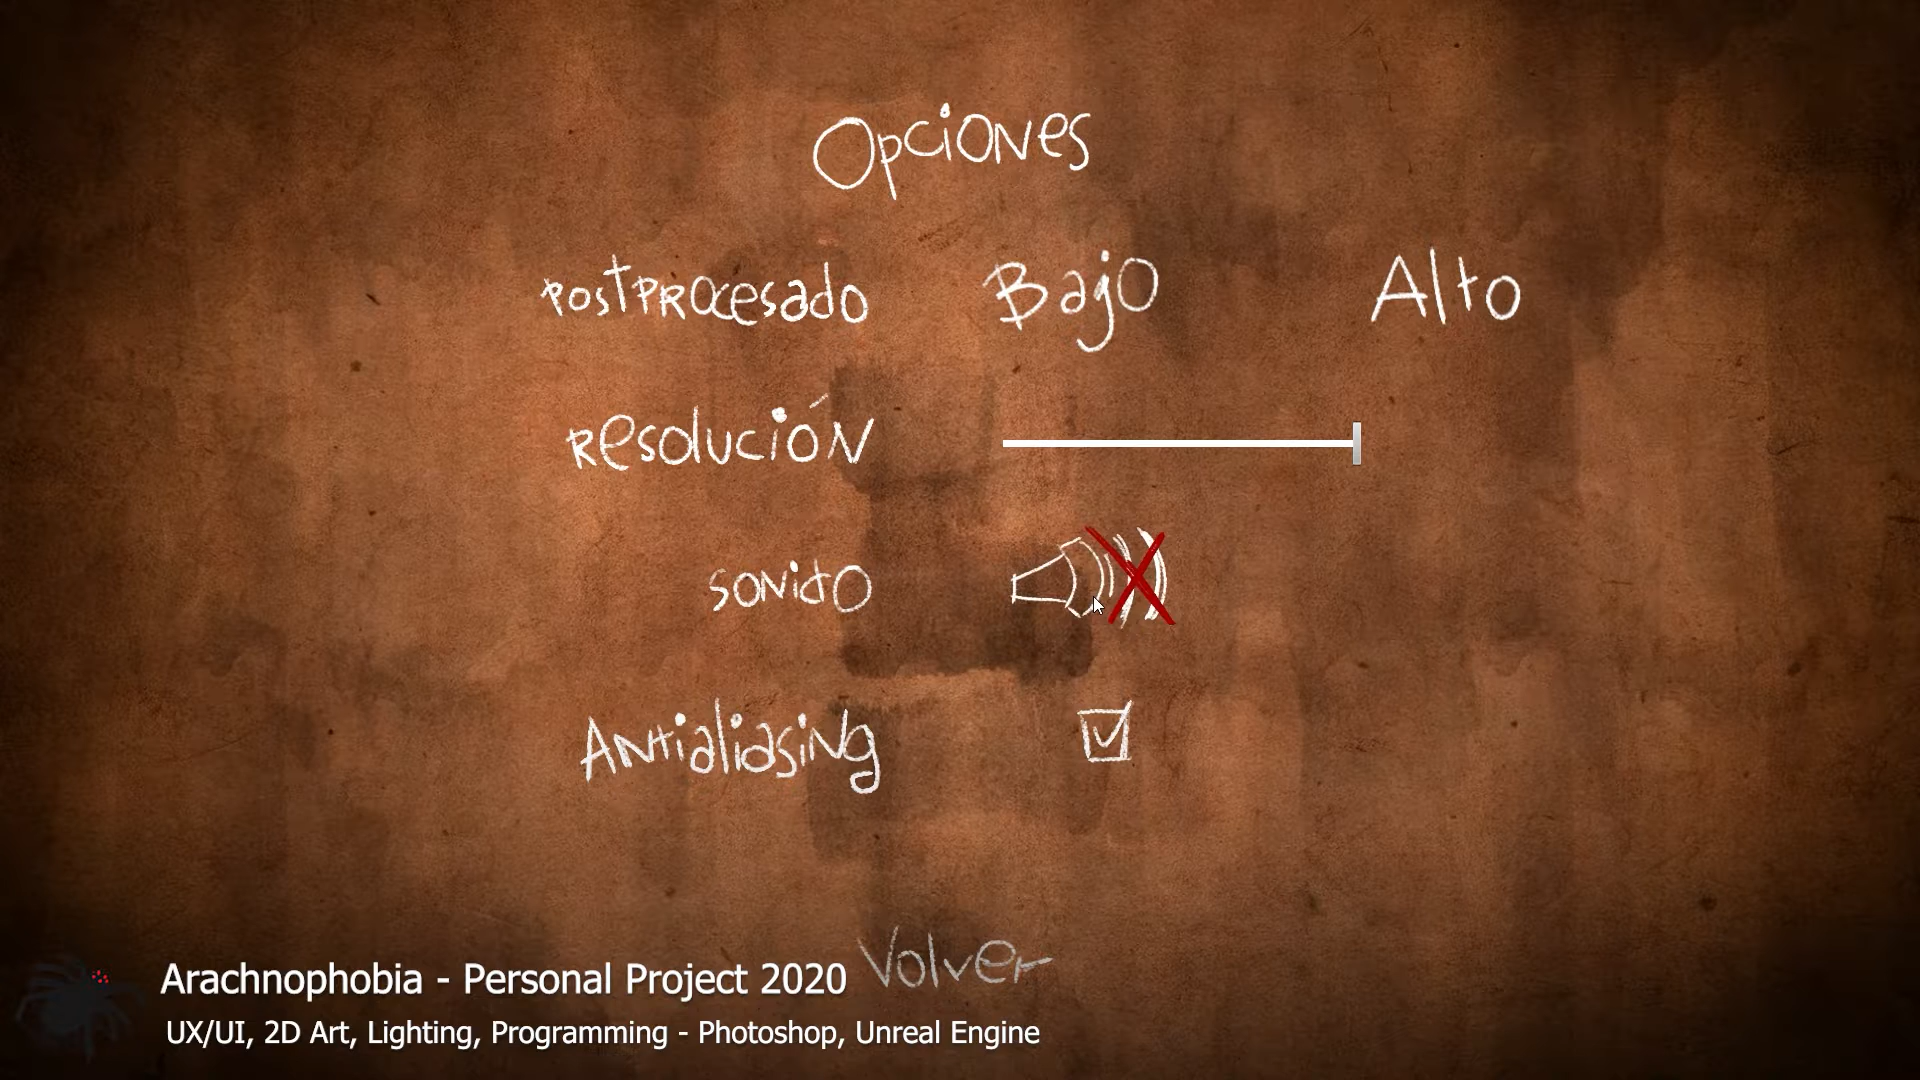 Opciones
Postprocesado Bajo Alto
Resolución
Sonido
Antialiasing
Volver
Arachnophobia - Personal Project 2020
UX/UI, 2D Art, Lighting, Programming - Photoshop, Unreal Engine